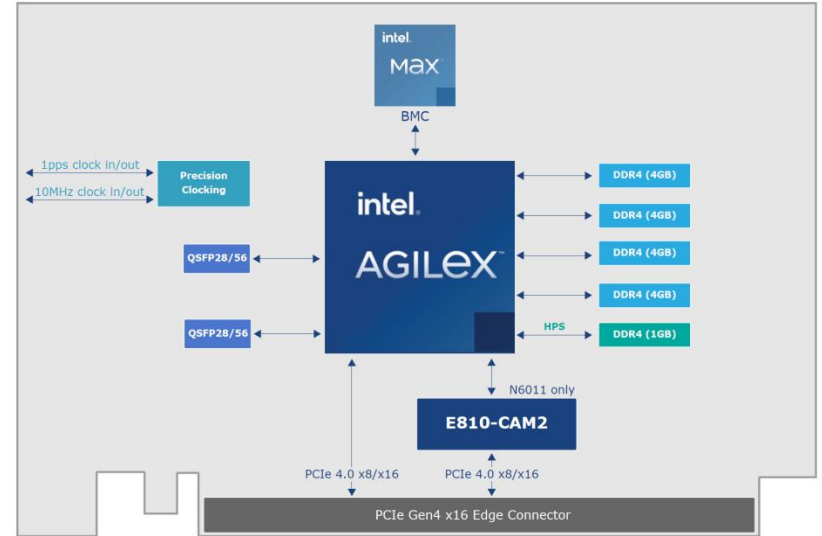 intel.
MAX
BMC
1pps clock in/out
10MHz clock in/out
Precision
Clocking
intel.
AGILEX™
QSFP28/56
QSFP28/56
DDR4 (4GB)
DDR4 (4GB)
DDR4 (4GB)
DDR4 (4GB)
HPS
DDR4 (1GB)
N6011 only
E810-CAM2
PCIe 4.0 x8/x16
PCIe 4.0 x8/x16
PCIe Gen4 x16 Edge Connector